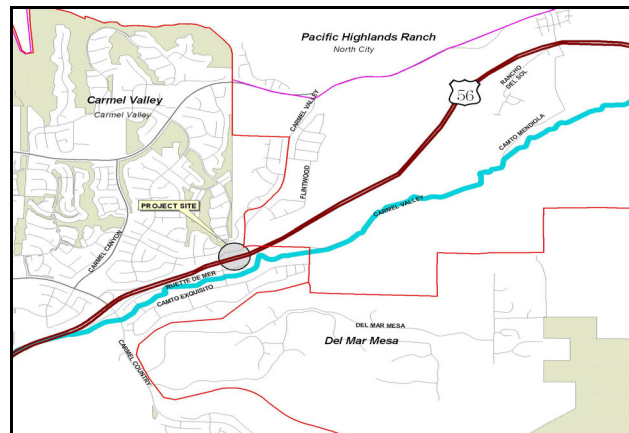 Pacific Highlands Ranch
North City
Carmel Valley
Carmel Valley
56
RANCHO
DEL SOL
CARMEL VALLEY
CAMTO MENDIOLA
FLINTWOOD
CARMEL VALLEY
PROJECT SITE
CARMEL CANYON
RUETTE DE MER
CAMTO EXQUISITO
DEL MAR MESA
Del Mar Mesa
CARMEL COUNTRY